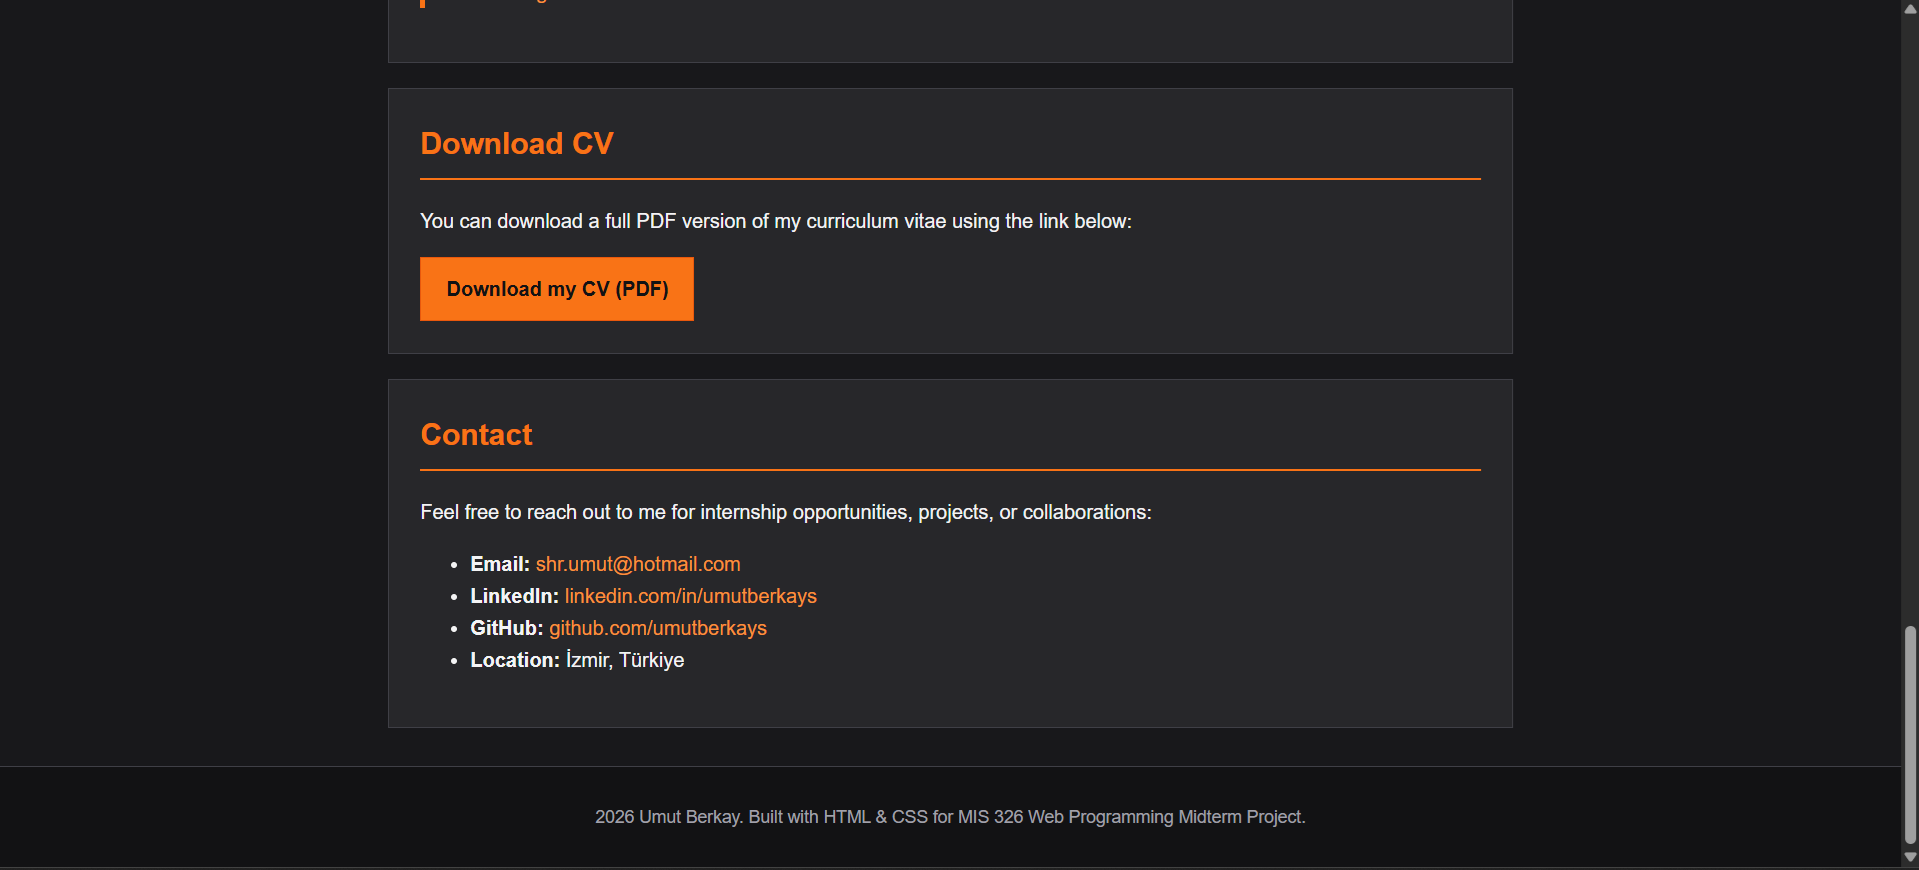 Download CV
You can download a full PDF version of my curriculum vitae using the link below:
Download my CV (PDF)
Contact
Feel free to reach out to me for internship opportunities, projects, or collaborations:
Email: shr.umut@hotmail.com
LinkedIn: linkedin.com/in/umutberkays
GitHub: github.com/umutberkays
Location: İzmir, Türkiye
2026 Umut Berkay. Built with HTML & CSS for MIS 326 Web Programming Midterm Project.